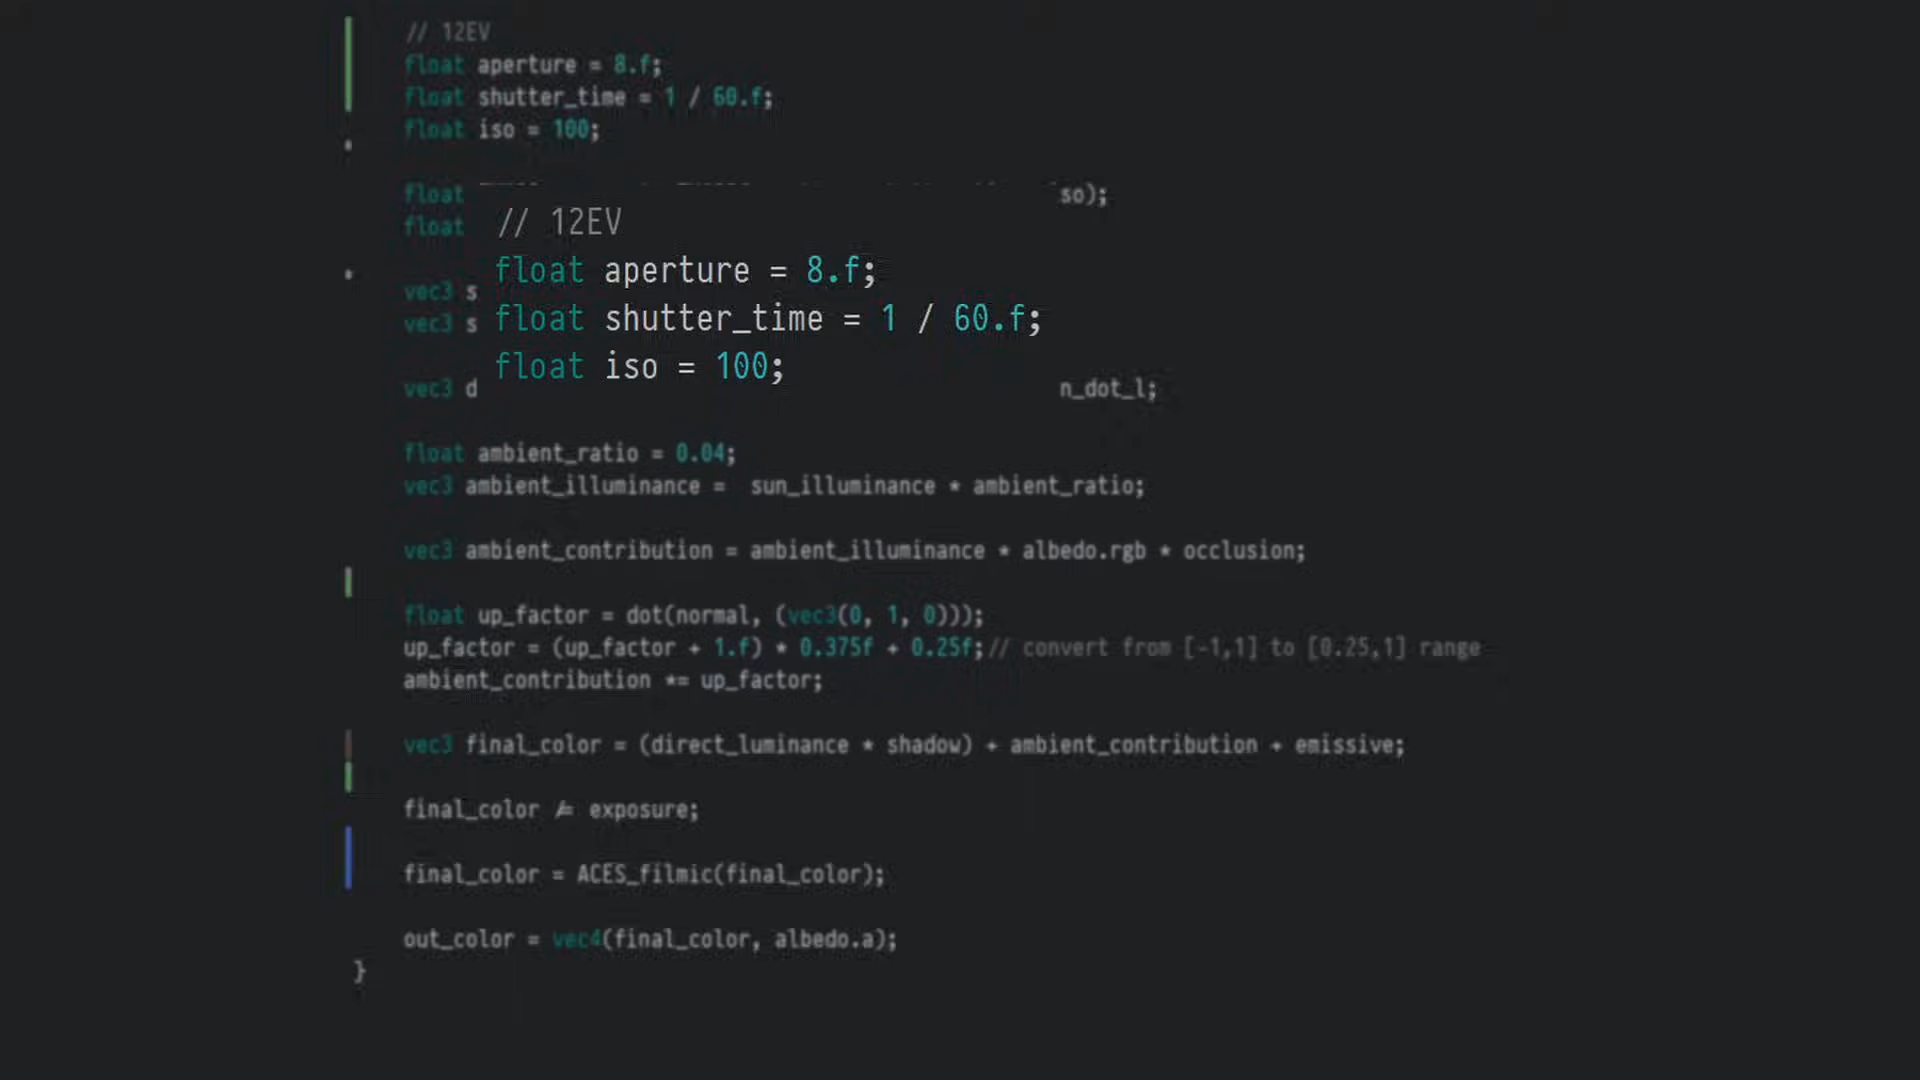 // 12EV
float aperture = 8.f;
float shutter_time = 1 / 60.f;
float iso = 100;
float so);
float
// 12EV
float aperture = 8.f;
float shutter_time = 1 / 60.f;
float iso = 100;
vec3 s
vec3 s
vec3 d n_dot_l;
float ambient_ratio = 0.04;
vec3 ambient_illuminance =  sun_illuminance * ambient_ratio;
vec3 ambient_contribution = ambient_illuminance * albedo.rgb * occlusion;
float up_factor = dot(normal, (vec3(0, 1, 0)));
up_factor = (up_factor + 1.f) * 0.375f + 0.25f;// convert from [-1,1] to [0.25,1] range
ambient_contribution *= up_factor;
vec3 final_color = (direct_luminance * shadow) + ambient_contribution + emissive;
final_color /= exposure;
final_color = ACES_filmic(final_color);
out_color = vec4(final_color, albedo.a);
}